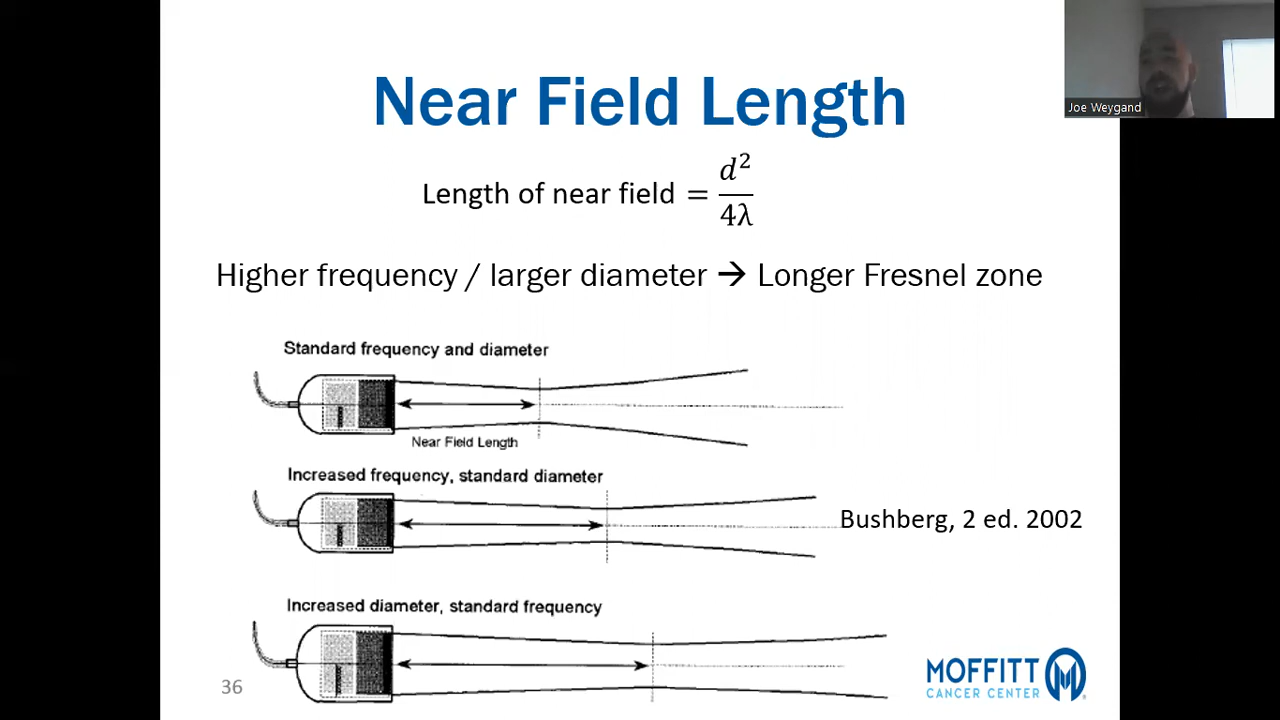 Joe Weygand
Near Field Length
Length of near field = d²/4λ
Higher frequency / larger diameter → Longer Fresnel zone
Standard frequency and diameter
Near Field Length
Increased frequency, standard diameter
Bushberg, 2 ed. 2002
Increased diameter, standard frequency
36
MOFFITT
CANCER CENTER